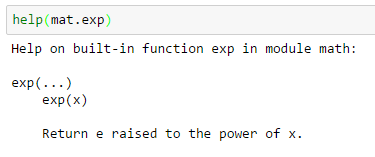 help(mat.exp)
Help on built-in function exp in module math:
exp(...)
    exp(x)
    Return e raised to the power of x.